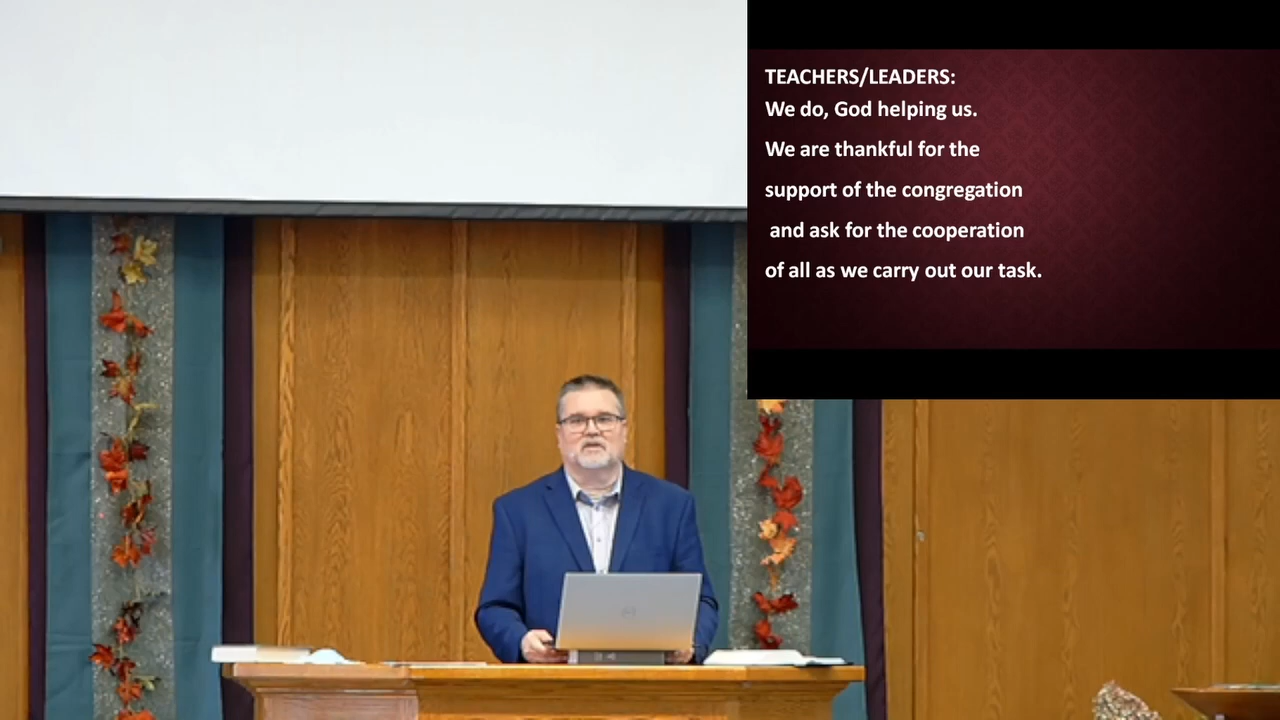 TEACHERS/LEADERS:
We do, God helping us.
We are thankful for the
support of the congregation
and ask for the cooperation
of all as we carry out our task.